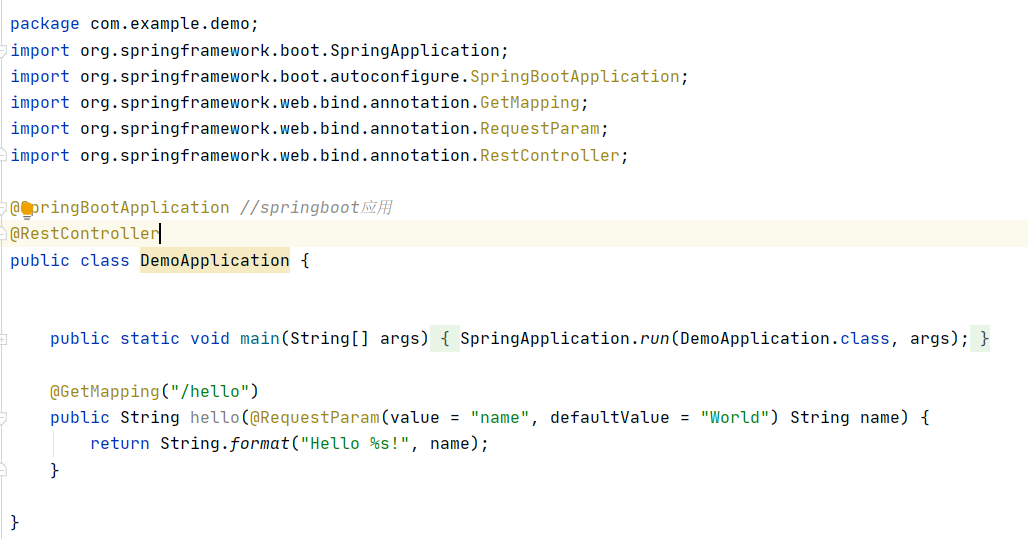 package com.example.demo;
import org.springframework.boot.SpringApplication;
import org.springframework.boot.autoconfigure.SpringBootApplication;
import org.springframework.web.bind.annotation.GetMapping;
import org.springframework.web.bind.annotation.RequestParam;
import org.springframework.web.bind.annotation.RestController;
@SpringBootApplication //springboot应用
@RestController
public class DemoApplication {
public static void main(String[] args) { SpringApplication.run(DemoApplication.class, args); }
@GetMapping("/hello")
public String hello(@RequestParam(value = "name", defaultValue = "World") String name) {
return String.format("Hello %s!", name);
}
}